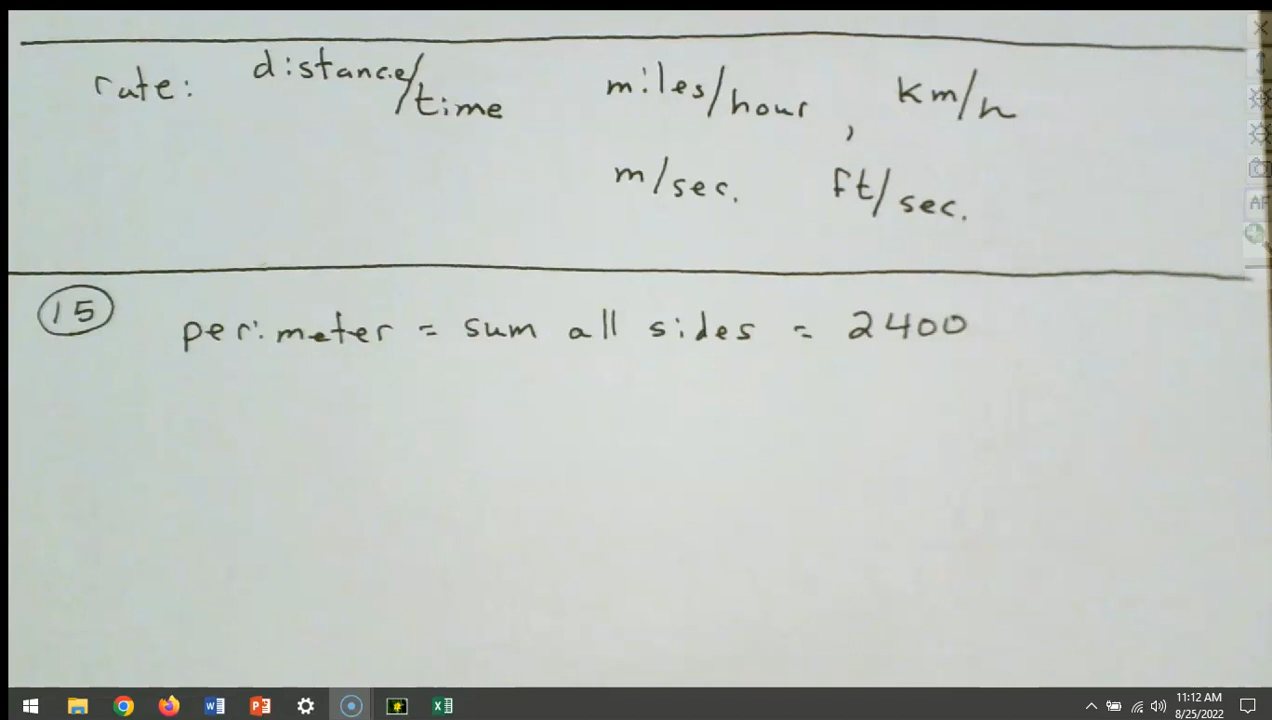 rate: distance/time miles/hour, km/h
m/sec. ft/sec.
15 perimeter = sum all sides = 2400
AF
11:12 AM
8/25/2022